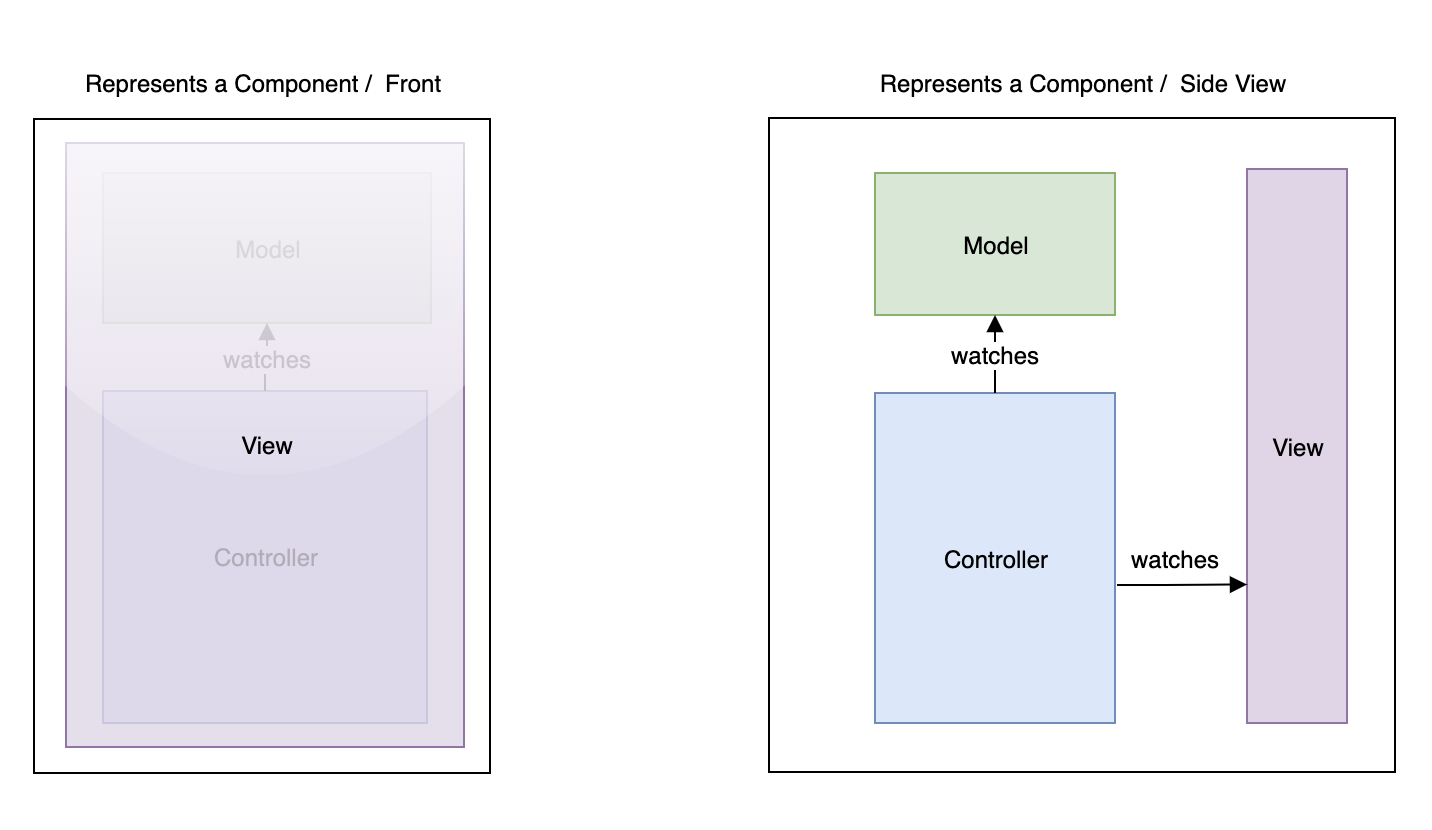 Represents a Component /  Front
Model
watches
View
Controller
Represents a Component /  Side View
Model
watches
View
Controller
watches